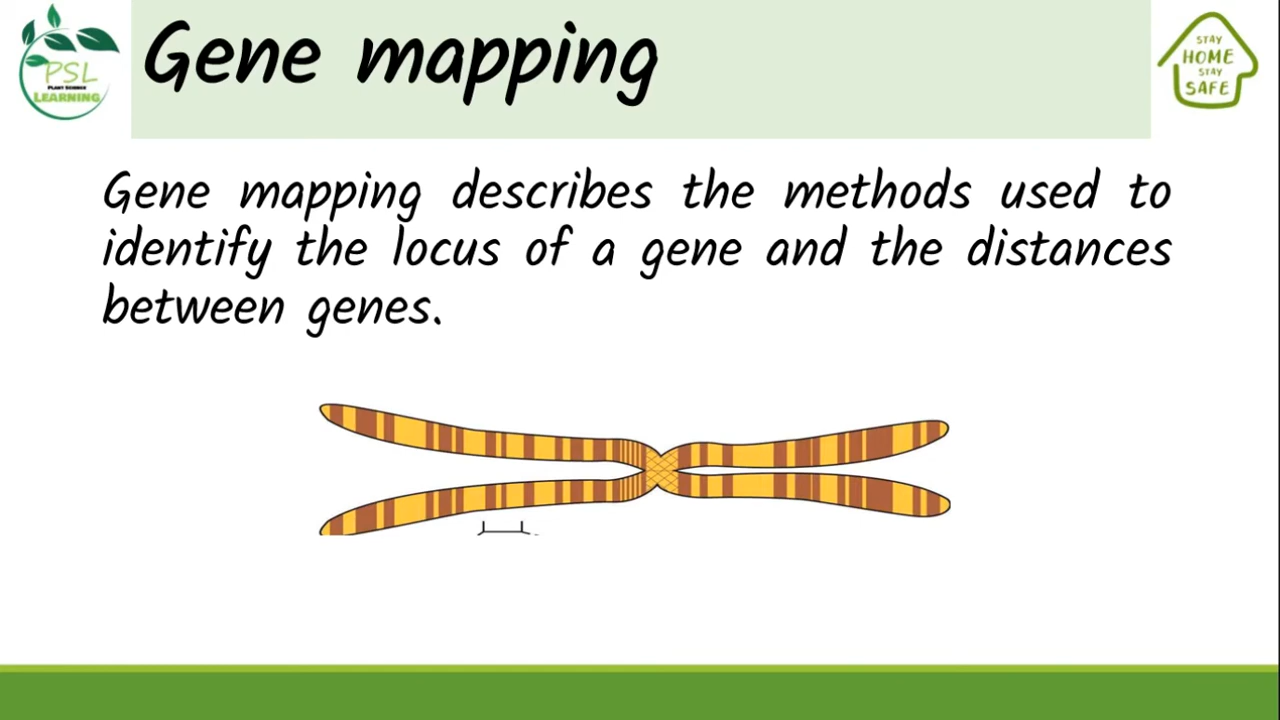 Gene mapping
PSL
PLANT SCIENCE
LEARNING
STAY
HOME
STAY
SAFE
Gene mapping describes the methods used to
identify the locus of a gene and the distances
between genes.